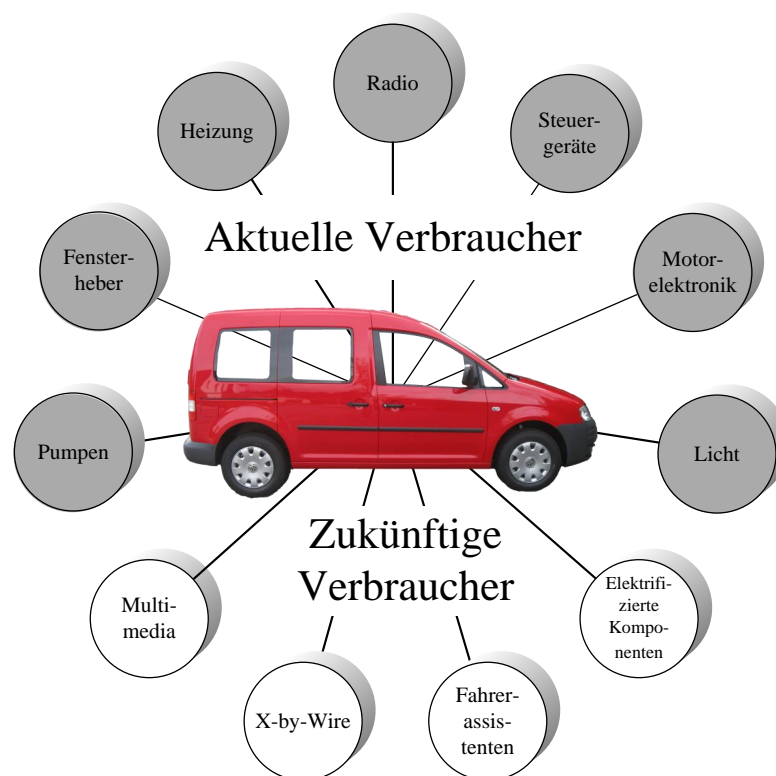 Radio
Heizung
Steuer-
geräte
Aktuelle Verbraucher
Fenster-
heber
Motor-
elektronik
Pumpen
Licht
Zukünftige
Verbraucher
Multi-
media
Elektrifi-
zierte
Kompo-
nenten
X-by-Wire
Fahrer-
assis-
tenten